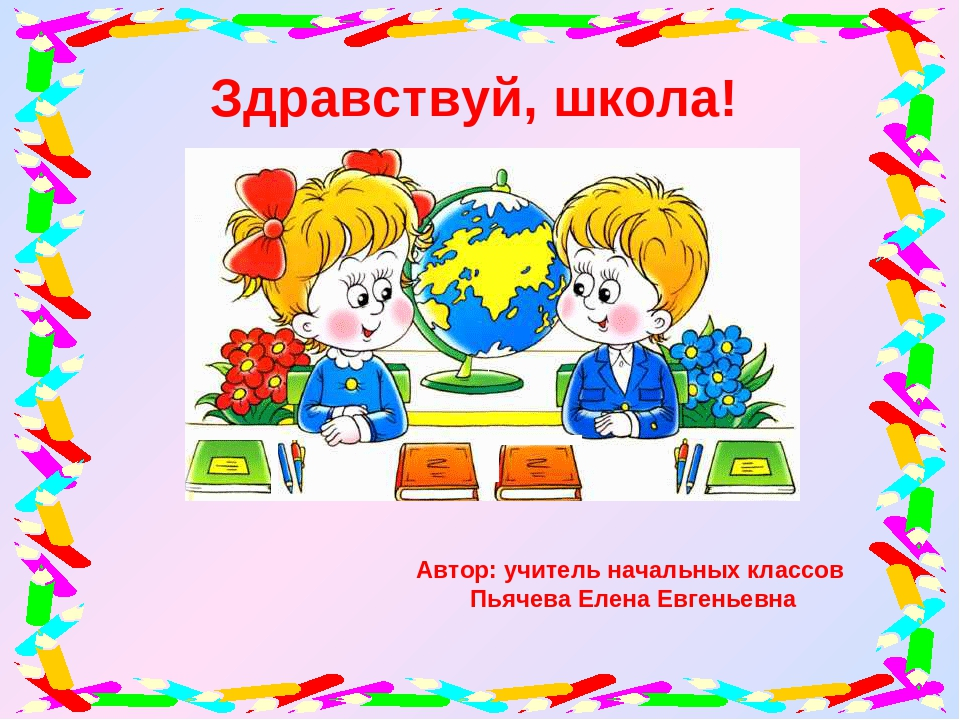 Здравствуй, школа!
Автор: учитель начальных классов
Пьячева Елена Евгеньевна